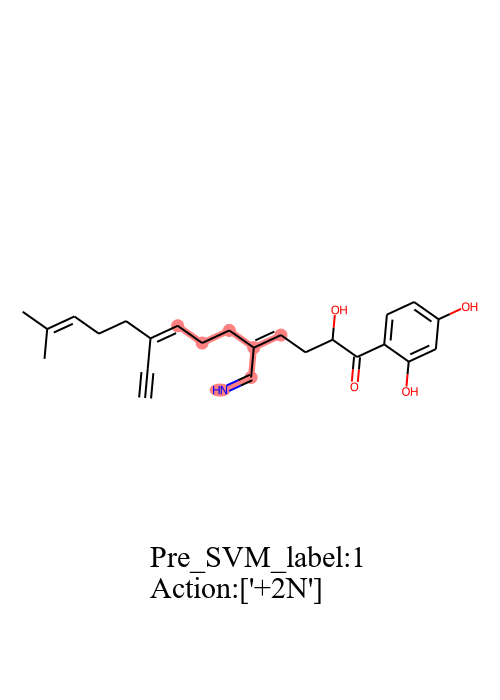 OH
OH
HN
O
OH
Pre_SVM_label:1
Action:['+2N']